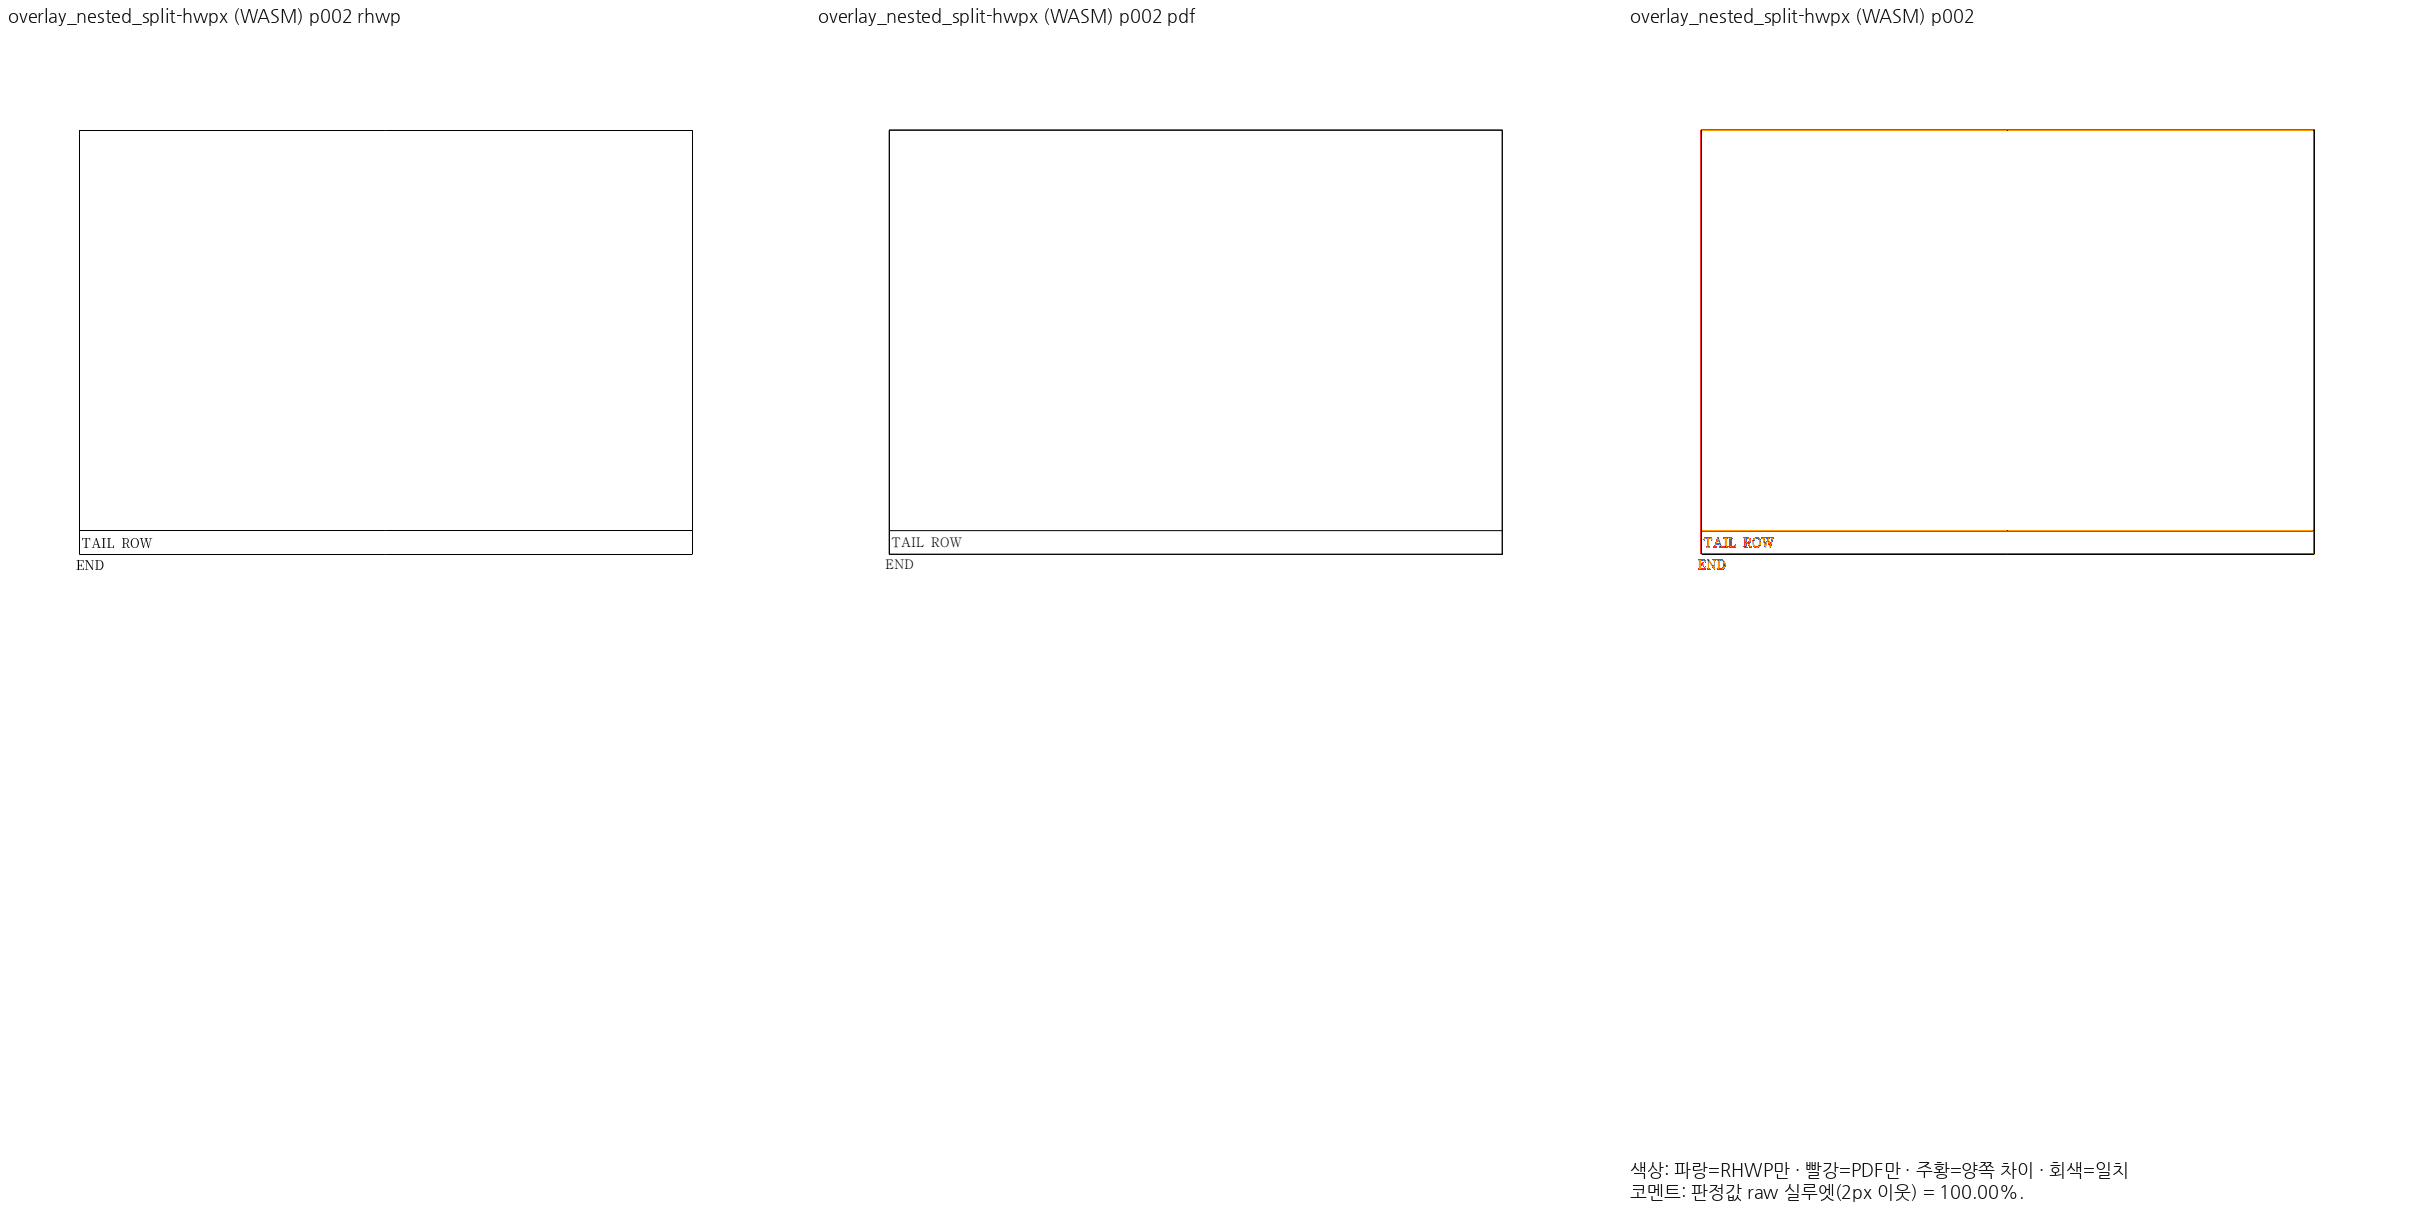 overlay_nested_split-hwpx (WASM) p002 rhwp
overlay_nested_split-hwpx (WASM) p002 pdf
overlay_nested_split-hwpx (WASM) p002
TAIL ROW
END
TAIL ROW
END
TAIL ROW
END
색상: 파랑=RHWP만 · 빨강=PDF만 · 주황=양쪽 차이 · 회색=일치
코멘트: 판정값 raw 실루엣(2px 이웃) = 100.00%.